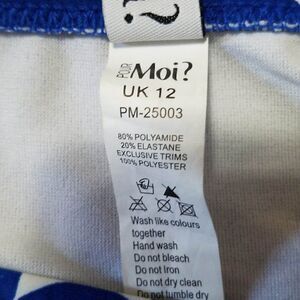 POUR Moi?
UK 12
PM-25003
80% POLYAMIDE
20% ELASTANE
EXCLUSIVE TRIMS
100% POLYESTER
Wash like colours
together
Hand wash
Do not bleach
Do not Iron
Do not dry clean
Do not tumble dry